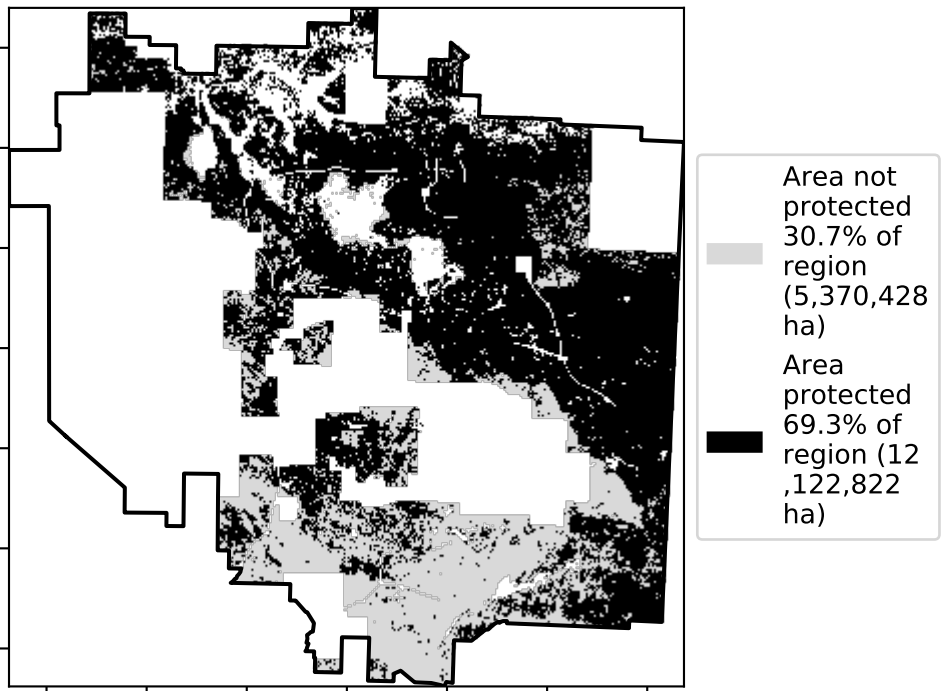 Area not
protected
30.7% of
region
(5,370,428
ha)
Area
protected
69.3% of
region (12
,122,822
ha)